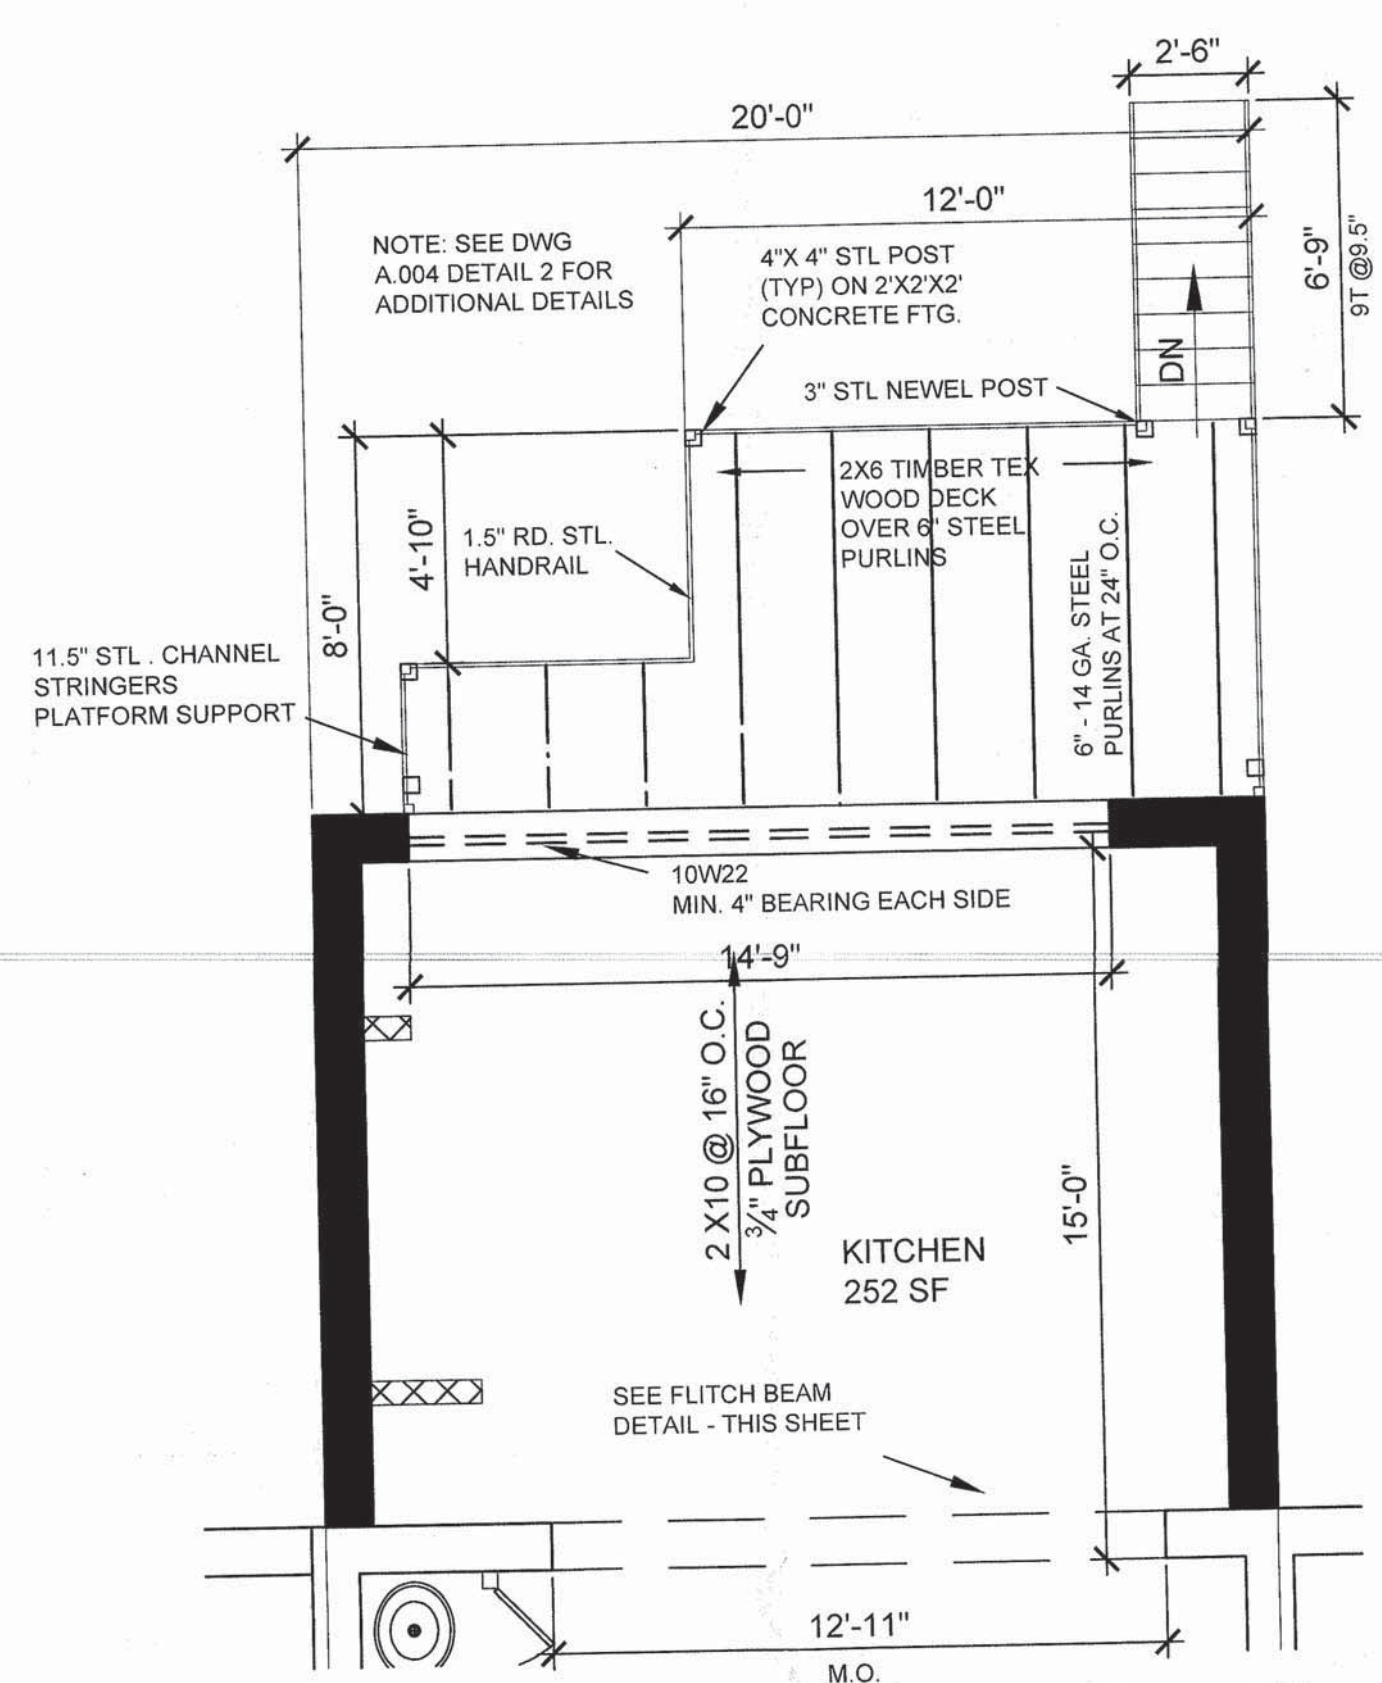 2'-6"
20'-0"
12'-0"
6'-9"
9T @9.5"
NOTE: SEE DWG
A.004 DETAIL 2 FOR
ADDITIONAL DETAILS
4"X 4" STL POST
(TYP) ON 2'X2'X2'
CONCRETE FTG.
DN
3" STL NEWEL POST
2X6 TIMBER TEX
WOOD DECK
OVER 6" STEEL
PURLINS
4'-10"
1.5" RD. STL.
HANDRAIL
8'-0"
6" - 14 GA. STEEL
PURLINS AT 24" O.C.
11.5" STL . CHANNEL
STRINGERS
PLATFORM SUPPORT
10W22
MIN. 4" BEARING EACH SIDE
14'-9"
2 X10 @ 16" O.C.
3/4" PLYWOOD
SUBFLOOR
15'-0"
KITCHEN
252 SF
SEE FLITCH BEAM
DETAIL - THIS SHEET
12'-11"
M.O.